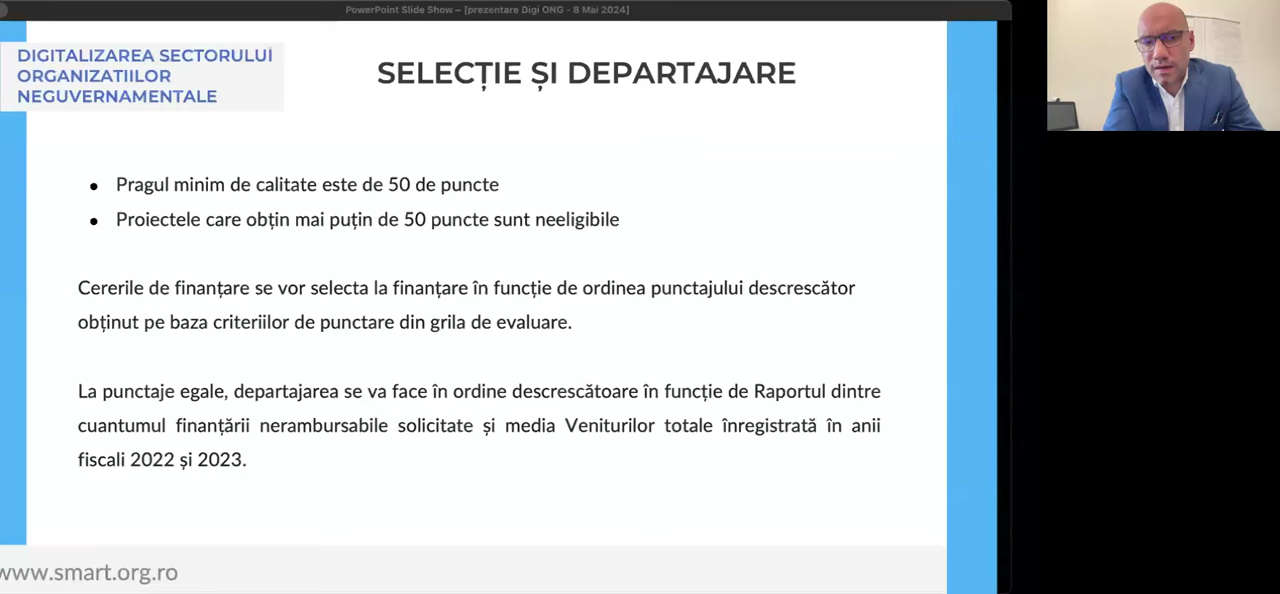 PowerPoint Slide Show – [prezentare Digi ONG - 8 Mai 2024]
DIGITALIZAREA SECTORULUI
ORGANIZATIILOR
NEGUVERNAMENTALE
SELECȚIE ȘI DEPARTAJARE
• Pragul minim de calitate este de 50 de puncte
• Proiectele care obțin mai puțin de 50 puncte sunt neeligibile
Cererile de finanțare se vor selecta la finanțare în funcție de ordinea punctajului descrescător
obținut pe baza criteriilor de punctare din grila de evaluare.
La punctaje egale, departajarea se va face în ordine descrescătoare în funcție de Raportul dintre
cuantumul finanțării nerambursabile solicitate și media Veniturilor totale înregistrată în anii
fiscali 2022 și 2023.
www.smart.org.ro